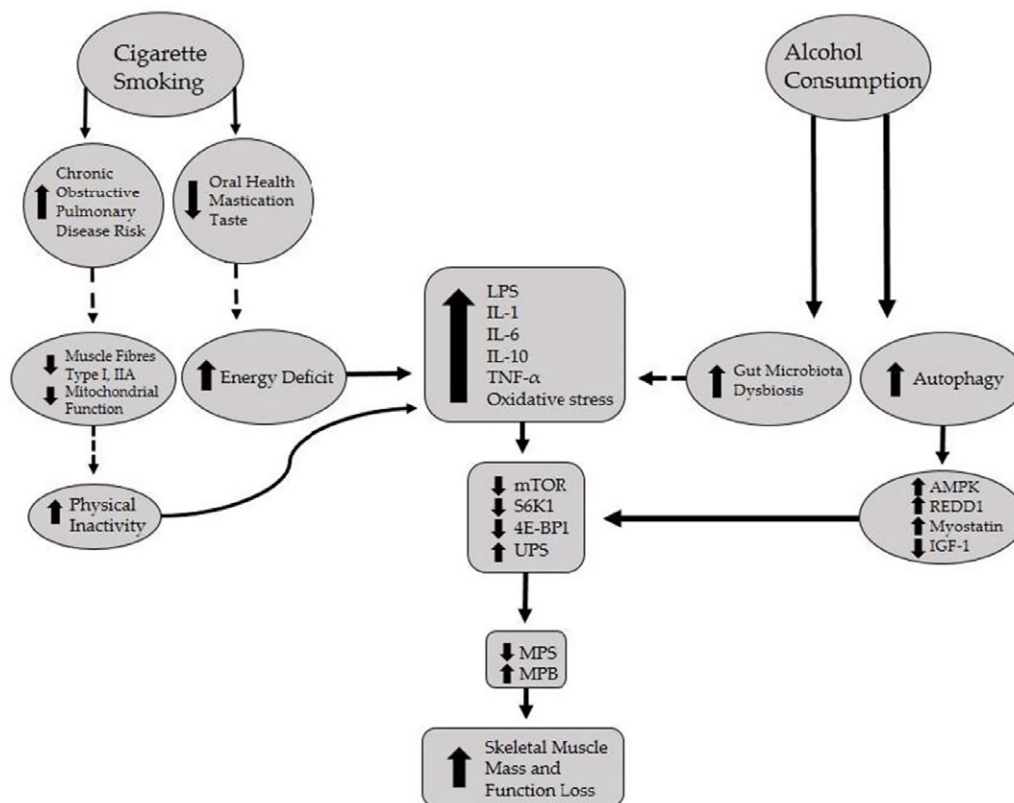 Cigarette
Smoking
Alcohol
Consumption
Chronic
Obstructive
Pulmonary
Disease Risk
Oral Health
Mastication
Taste
LPS
IL-1
IL-6
IL-10
TNF-α
Oxidative stress
Muscle Fibres
Type I, IIA
Mitochondrial
Function
Energy Deficit
Gut Microbiota
Dysbiosis
Autophagy
Physical
Inactivity
mTOR
S6K1
4E-BP1
UPS
AMPK
REDD1
Myostatin
IGF-1
MPS
MPB
Skeletal Muscle
Mass and
Function Loss